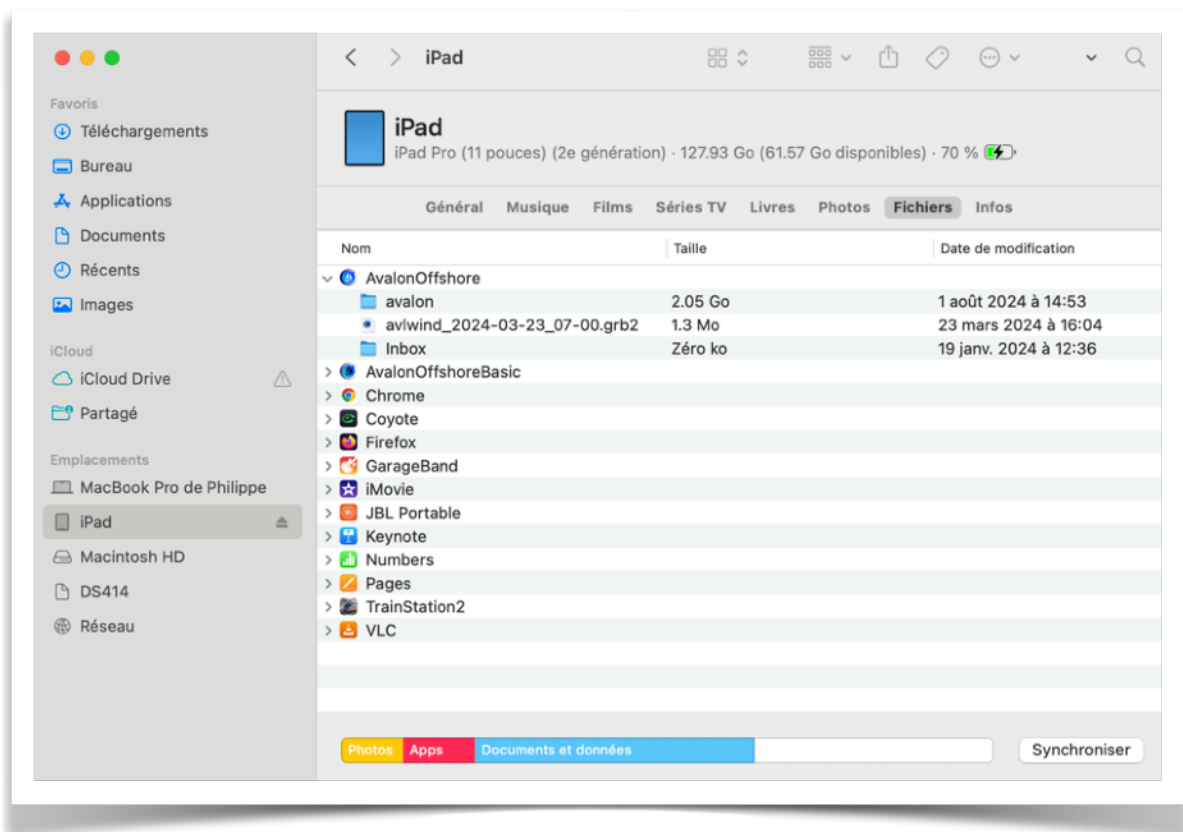 iPad
Favoris
Téléchargements
Bureau
Applications
Documents
Récents
Images
iCloud
iCloud Drive
Partagé
Emplacements
MacBook Pro de Philippe
iPad
Macintosh HD
DS414
Réseau
iPad
iPad Pro (11 pouces) (2e génération) · 127.93 Go (61.57 Go disponibles) · 70 %
Général Musique Films Séries TV Livres Photos Fichiers Infos
Nom Taille Date de modification
AvalonOffshore
avalon 2.05 Go 1 août 2024 à 14:53
avlwind_2024-03-23_07-00.grb2 1.3 Mo 23 mars 2024 à 16:04
Inbox Zéro ko 19 janv. 2024 à 12:36
AvalonOffshoreBasic
Chrome
Coyote
Firefox
GarageBand
iMovie
JBL Portable
Keynote
Numbers
Pages
TrainStation2
VLC
Photos Apps Documents et données Synchroniser